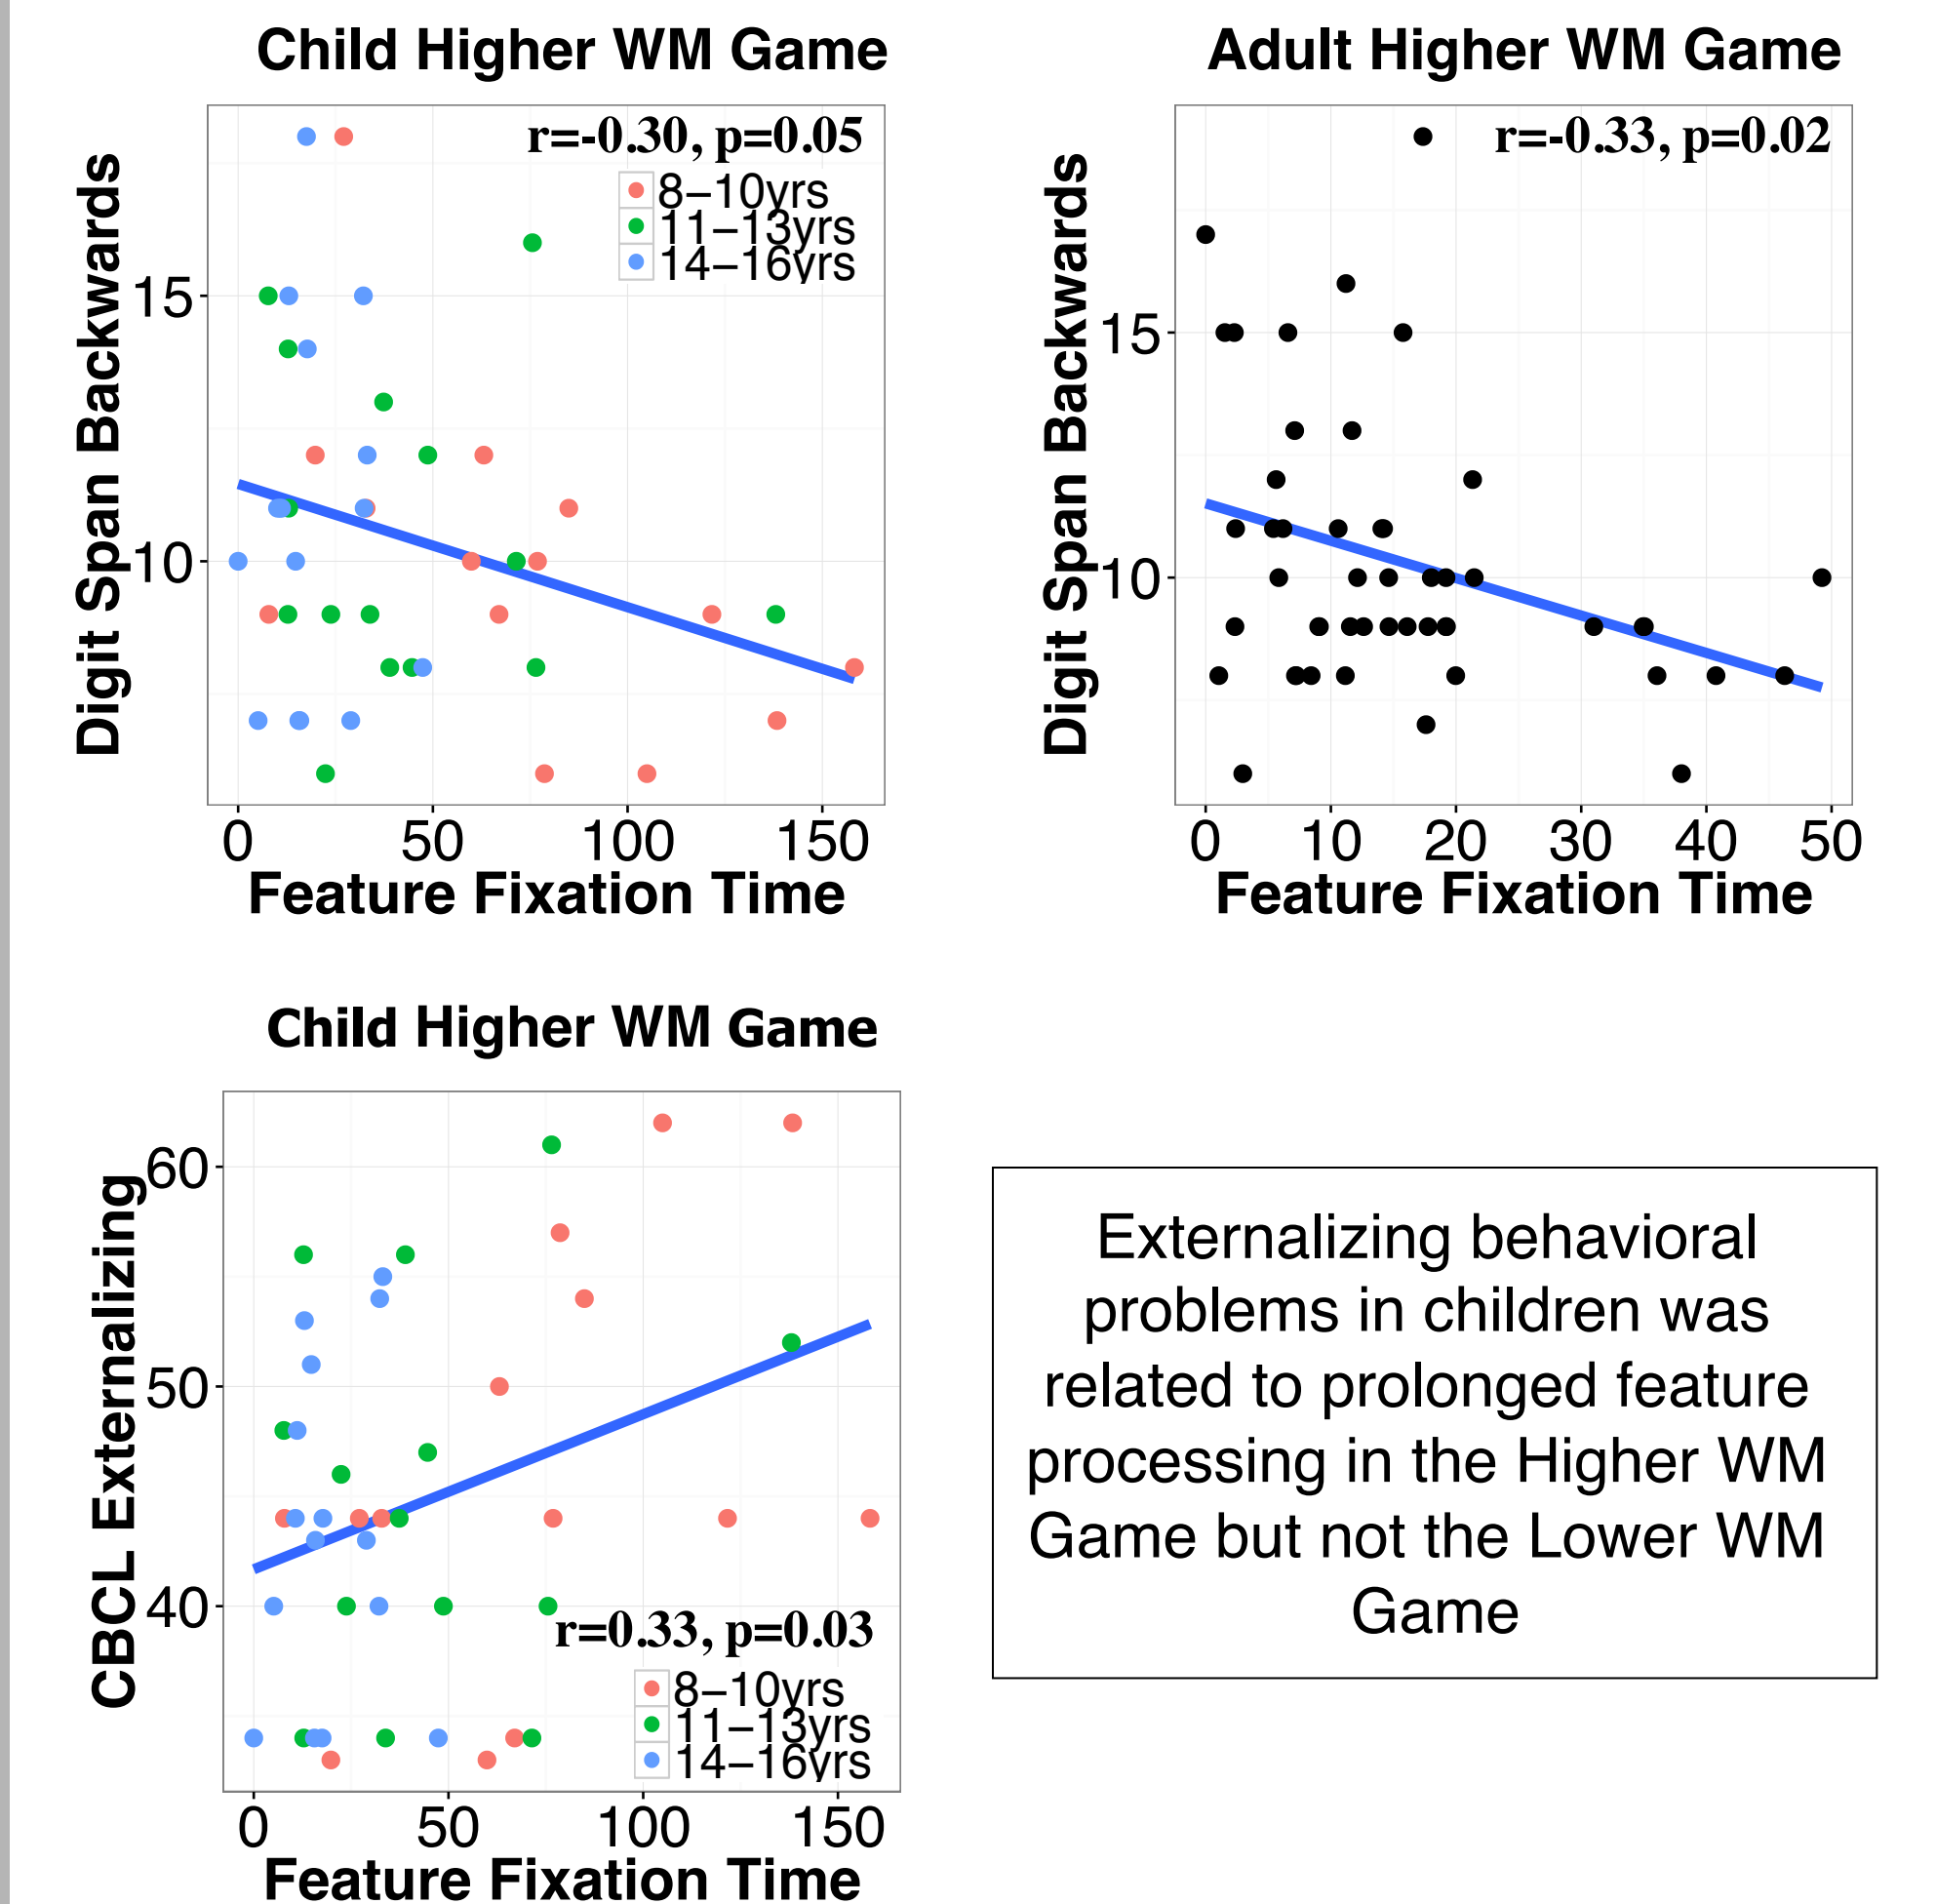 Child Higher WM Game
r=-0.30, p=0.05
8−10yrs
11−13yrs
14−16yrs
Digit Span Backwards
15
10
0 50 100 150
Feature Fixation Time
Adult Higher WM Game
r=-0.33, p=0.02
Digit Span Backwards
15
10
0 10 20 30 40 50
Feature Fixation Time
Child Higher WM Game
CBCL Externalizing
60
50
40
r=0.33, p=0.03
8−10yrs
11−13yrs
14−16yrs
0 50 100 150
Feature Fixation Time
Externalizing behavioral
problems in children was
related to prolonged feature
processing in the Higher WM
Game but not the Lower WM
Game